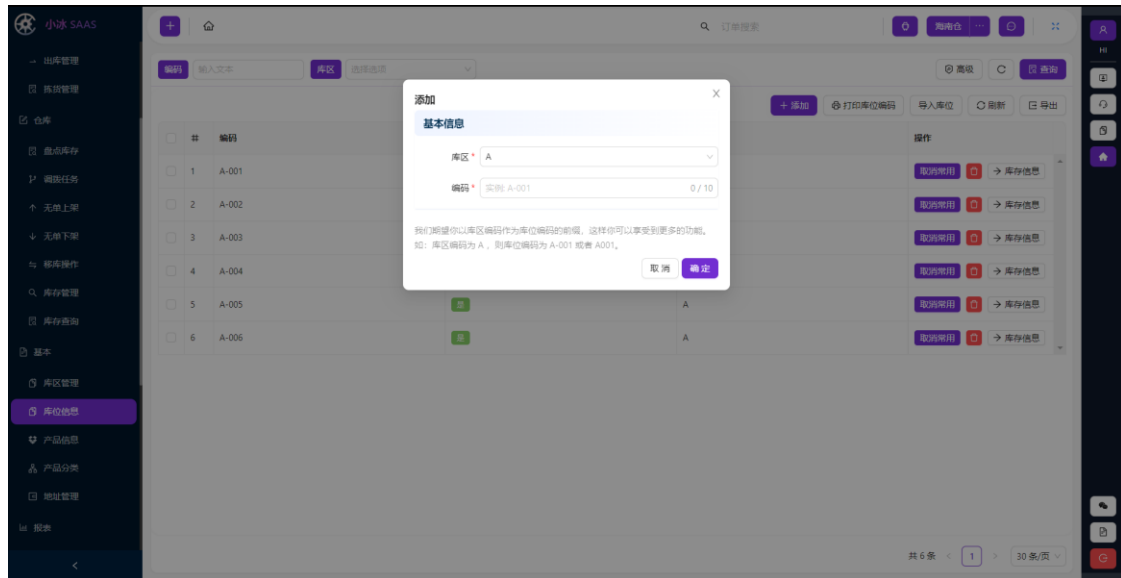 小冰 SAAS
订单搜索
海南仓
HI
出库管理
拣货管理
仓库
盘点库存
调拨任务
无单上架
无单下架
移库操作
库存管理
库存查询
基本
库区管理
库位信息
产品信息
产品分类
地址管理
报表
编码 输入文本 库区 选择选项 高级 查询
+ 添加 打印库位编码 导入库位 刷新 导出
# 编码 操作
1 A-001 取消常用 → 库存信息
2 A-002 取消常用 → 库存信息
3 A-003 取消常用 → 库存信息
4 A-004 取消常用 → 库存信息
5 A-005 是 A 取消常用 → 库存信息
6 A-006 是 A 取消常用 → 库存信息
添加
基本信息
库区 * A
编码 * 实例: A-001 0 / 10
我们期望你以库区编码作为库位编码的前缀，这样你可以享受到更多的功能。
如：库区编码为 A ，则库位编码为 A-001 或者 A001。
取 消 确 定
共 6 条 < 1 > 30 条/页